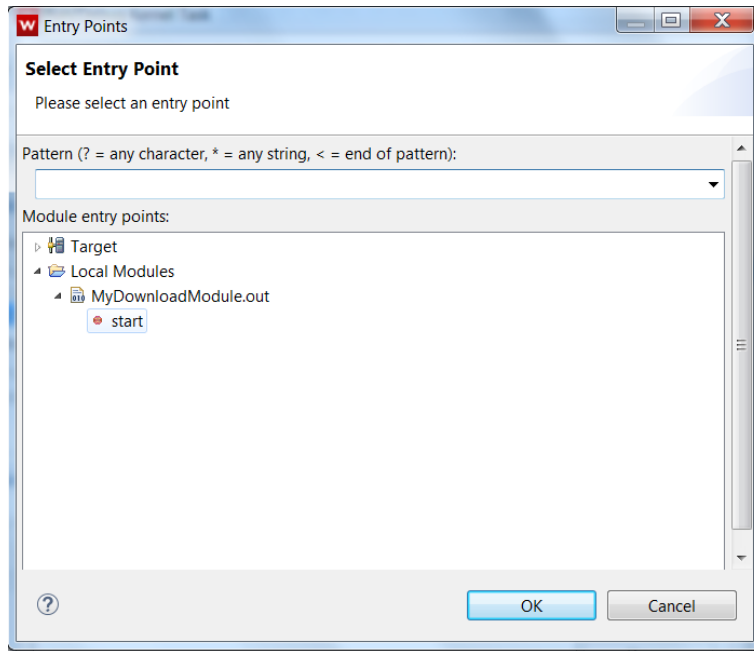 Entry Points
Select Entry Point
Please select an entry point
Pattern (? = any character, * = any string, < = end of pattern):
Module entry points:
Target
Local Modules
MyDownloadModule.out
start
OK
Cancel